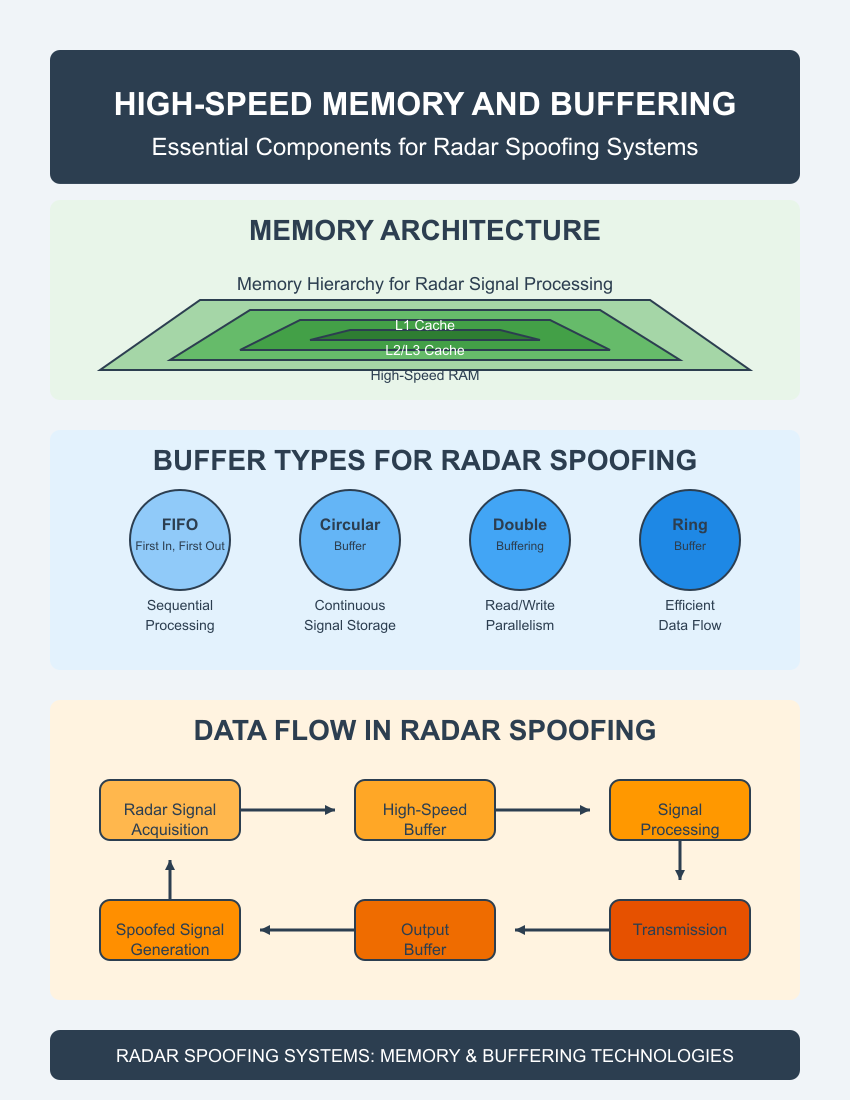 HIGH-SPEED MEMORY AND BUFFERING
Essential Components for Radar Spoofing Systems
MEMORY ARCHITECTURE
Memory Hierarchy for Radar Signal Processing
L1 Cache
L2/L3 Cache
High-Speed RAM
BUFFER TYPES FOR RADAR SPOOFING
FIFO
First In, First Out
Sequential
Processing
Circular
Buffer
Continuous
Signal Storage
Double
Buffering
Read/Write
Parallelism
Ring
Buffer
Efficient
Data Flow
DATA FLOW IN RADAR SPOOFING
Radar Signal
Acquisition
High-Speed
Buffer
Signal
Processing
Spoofed Signal
Generation
Output
Buffer
Transmission
RADAR SPOOFING SYSTEMS: MEMORY & BUFFERING TECHNOLOGIES